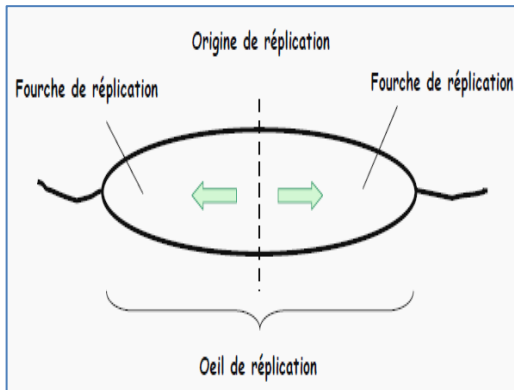 Origine de réplication
Fourche de réplication
Fourche de réplication
Oeil de réplication